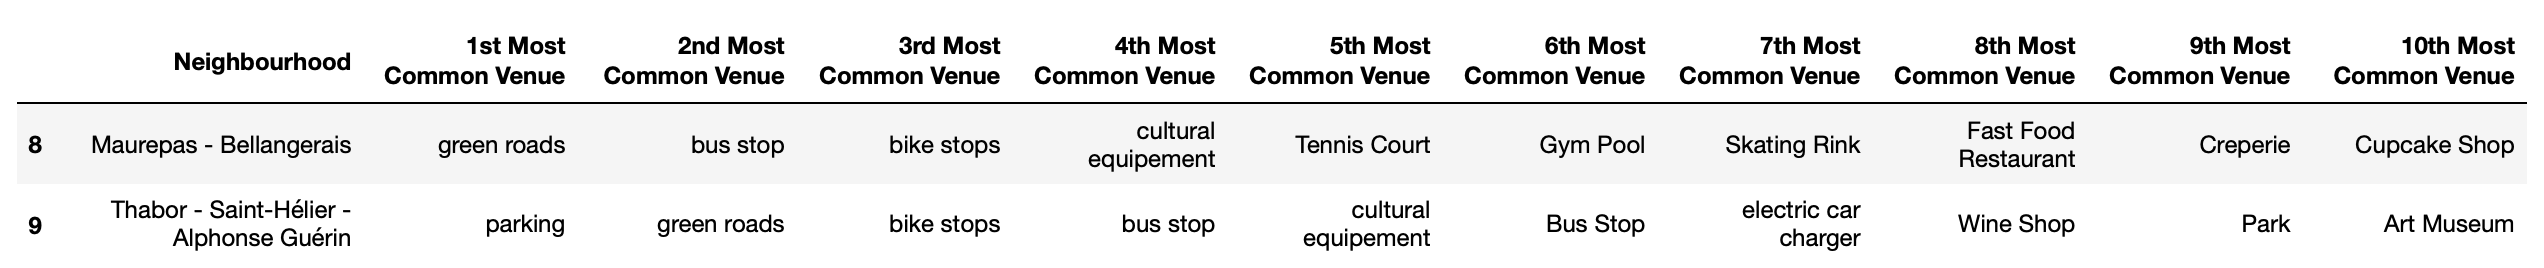 Neighbourhood 1st Most Common Venue 2nd Most Common Venue 3rd Most Common Venue 4th Most Common Venue 5th Most Common Venue 6th Most Common Venue 7th Most Common Venue 8th Most Common Venue 9th Most Common Venue 10th Most Common Venue
8 Maurepas - Bellangerais green roads bus stop bike stops cultural equipement Tennis Court Gym Pool Skating Rink Fast Food Restaurant Creperie Cupcake Shop
9 Thabor - Saint-Hélier - Alphonse Guérin parking green roads bike stops bus stop cultural equipement Bus Stop electric car charger Wine Shop Park Art Museum